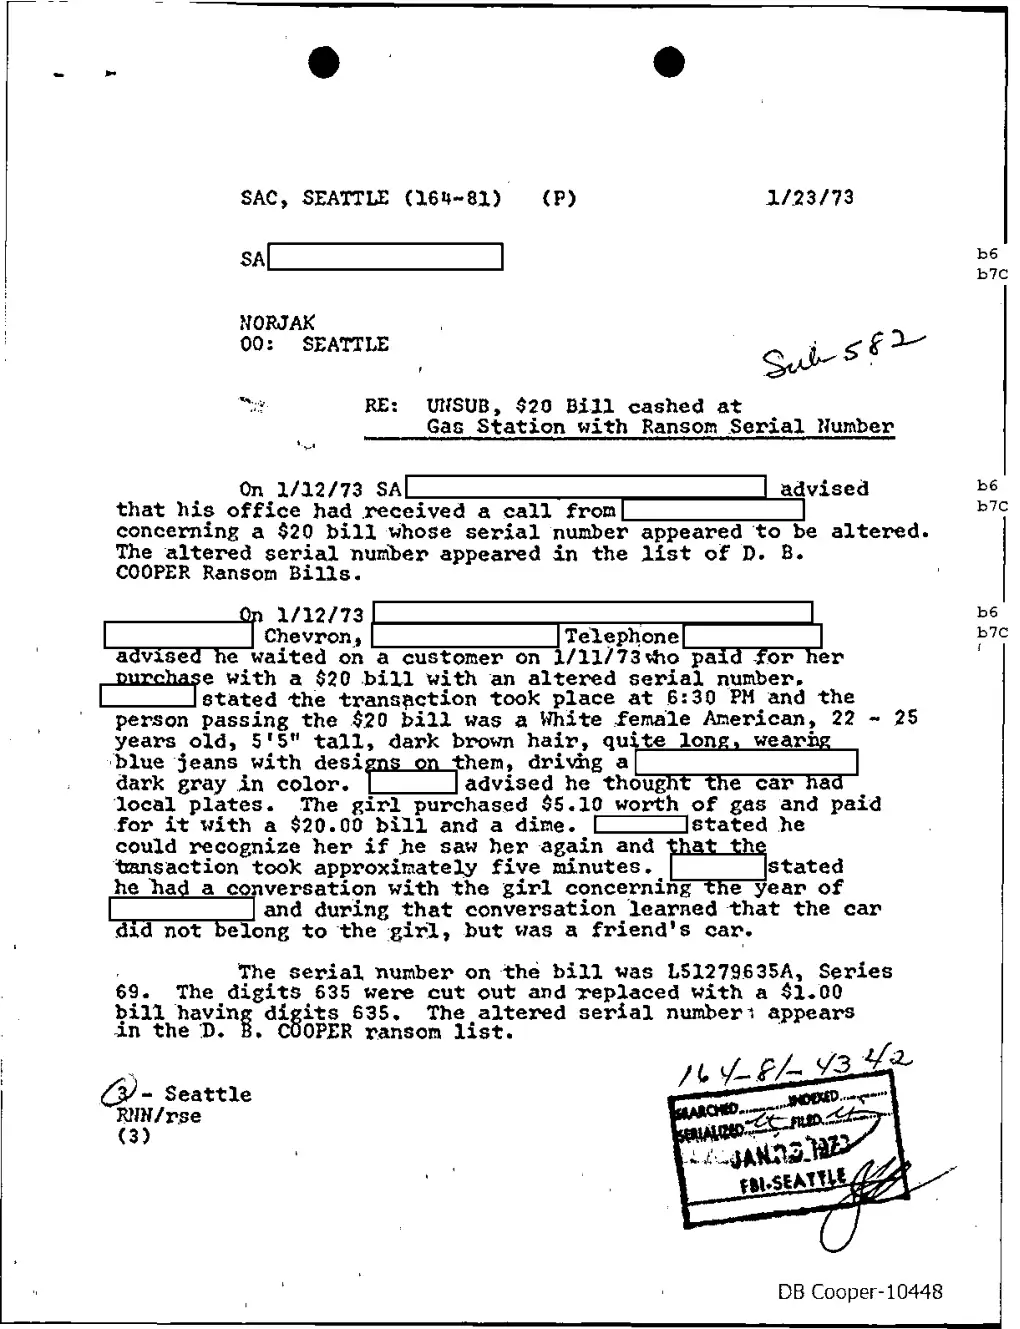 SAC, SEATTLE (164-81) (P) 1/23/73
SA b6
b7C
NORJAK
OO: SEATTLE
Sub 582
RE: UNSUB, $20 Bill cashed at
Gas Station with Ransom Serial Number
On 1/12/73 SA advised b6
that his office had received a call from b7C
concerning a $20 bill whose serial number appeared to be altered.
The altered serial number appeared in the list of D. B.
COOPER Ransom Bills.
On 1/12/73 b6
Chevron, Telephone b7C
advised he waited on a customer on 1/11/73 who paid for her
purchase with a $20 bill with an altered serial number.
stated the transaction took place at 6:30 PM and the
person passing the $20 bill was a White female American, 22 - 25
years old, 5'5" tall, dark brown hair, quite long, wearing
blue jeans with designs on them, driving a
dark gray in color. advised he thought the car had
local plates. The girl purchased $5.10 worth of gas and paid
for it with a $20.00 bill and a dime. stated he
could recognize her if he saw her again and that the
transaction took approximately five minutes. stated
he had a conversation with the girl concerning the year of
and during that conversation learned that the car
did not belong to the girl, but was a friend's car.
The serial number on the bill was L51279635A, Series
69. The digits 635 were cut out and replaced with a $1.00
bill having digits 635. The altered serial number appears
in the D. B. COOPER ransom list.
164-81-4342
3 - Seattle
RNN/rse
(3)
SEARCHED INDEXED
SERIALIZED FILED
JAN 1973
FBI-SEATTLE
DB Cooper-10448